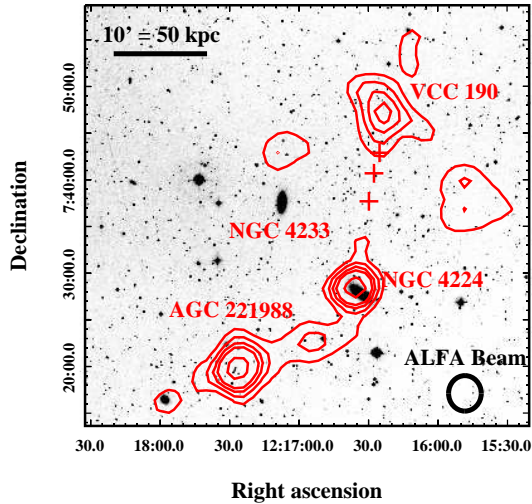 10' = 50 kpc
VCC 190
50:00.0
7:40:00.0
30:00.0
20:00.0
Declination
NGC 4233
NGC 4224
AGC 221988
ALFA Beam
30.0 18:00.0 30.0 12:17:00.0 30.0 16:00.0 15:30.0
Right ascension